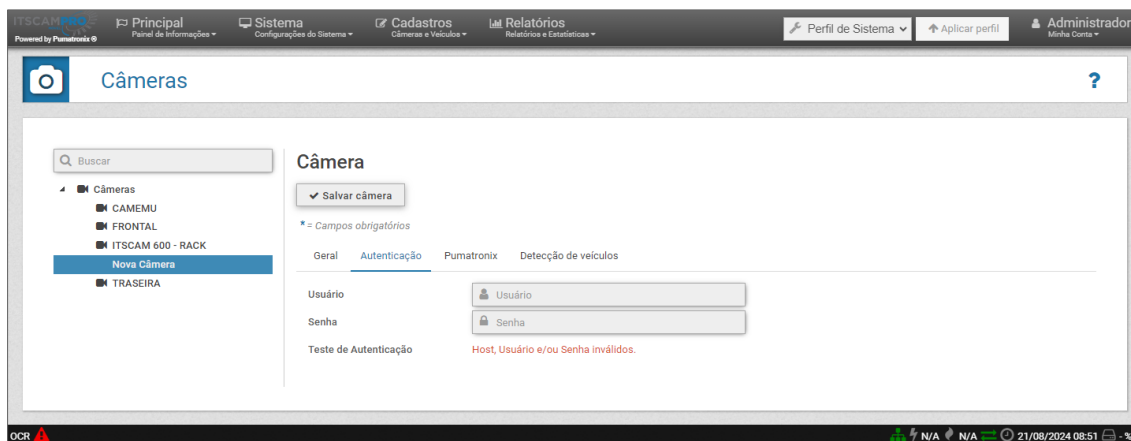 ITSCAMPRO
Powered by Pumatronix ®
Principal
Painel de Informações
Sistema
Configurações do Sistema
Cadastros
Câmeras e Veículos
Relatórios
Relatórios e Estatísticas
Perfil de Sistema
Aplicar perfil
Administrador
Minha Conta
Câmeras
?
Buscar
Câmeras
CAMEMU
FRONTAL
ITSCAM 600 - RACK
Nova Câmera
TRASEIRA
Câmera
Salvar câmera
* = Campos obrigatórios
Geral Autenticação Pumatronix Detecção de veículos
Usuário Usuário
Senha Senha
Teste de Autenticação Host, Usuário e/ou Senha inválidos.
OCR N/A N/A 21/08/2024 08:51 - %